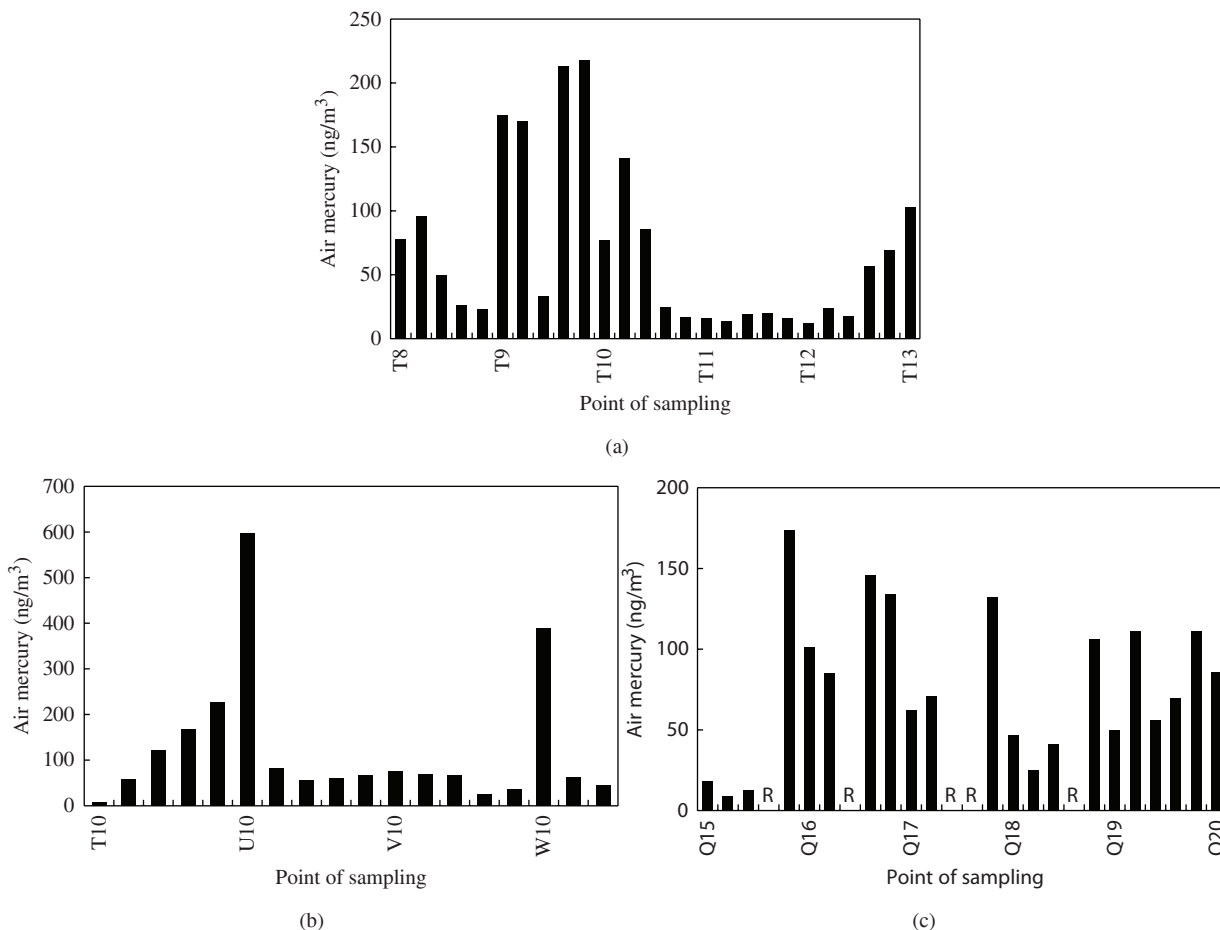 250
200
150
100
50
0
Air mercury (ng/m³)
T8
T9
T10
T11
T12
T13
Point of sampling
(a)
700
600
500
400
300
200
100
0
Air mercury (ng/m³)
T10
U10
V10
W10
Point of sampling
(b)
200
150
100
50
0
Air mercury (ng/m³)
R
R
R R
R
Q15
Q16
Q17
Q18
Q19
Q20
Point of sampling
(c)